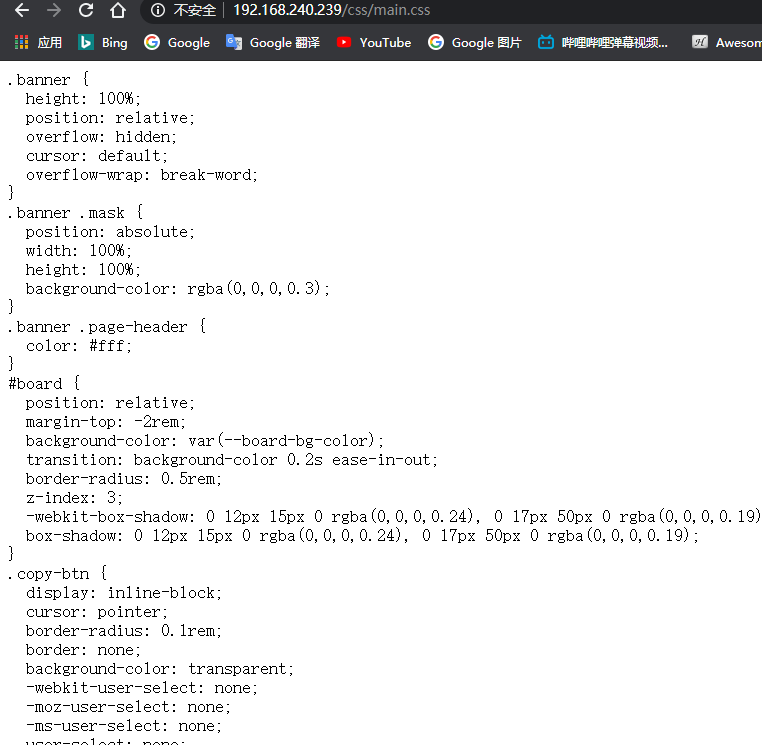 不安全 192.168.240.239/css/main.css
应用 Bing Google Google 翻译 YouTube Google 图片 哔哩哔哩弹幕视频... Awesom
.banner {
  height: 100%;
  position: relative;
  overflow: hidden;
  cursor: default;
  overflow-wrap: break-word;
}
.banner .mask {
  position: absolute;
  width: 100%;
  height: 100%;
  background-color: rgba(0,0,0,0.3);
}
.banner .page-header {
  color: #fff;
}
#board {
  position: relative;
  margin-top: -2rem;
  background-color: var(--board-bg-color);
  transition: background-color 0.2s ease-in-out;
  border-radius: 0.5rem;
  z-index: 3;
  -webkit-box-shadow: 0 12px 15px 0 rgba(0,0,0,0.24), 0 17px 50px 0 rgba(0,0,0,0.19)
  box-shadow: 0 12px 15px 0 rgba(0,0,0,0.24), 0 17px 50px 0 rgba(0,0,0,0.19);
}
.copy-btn {
  display: inline-block;
  cursor: pointer;
  border-radius: 0.1rem;
  border: none;
  background-color: transparent;
  -webkit-user-select: none;
  -moz-user-select: none;
  -ms-user-select: none;
  user-select: none;